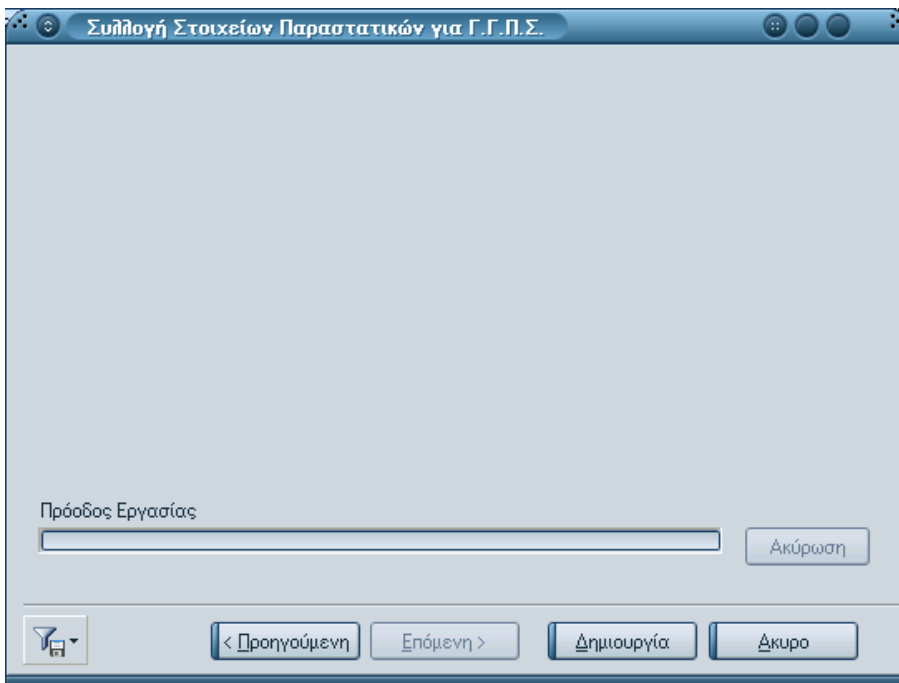 Συλλογή Στοιχείων Παραστατικών για Γ.Γ.Π.Σ.
Πρόοδος Εργασίας
Ακύρωση
< Προηγούμενη
Επόμενη >
Δημιουργία
Ακυρο